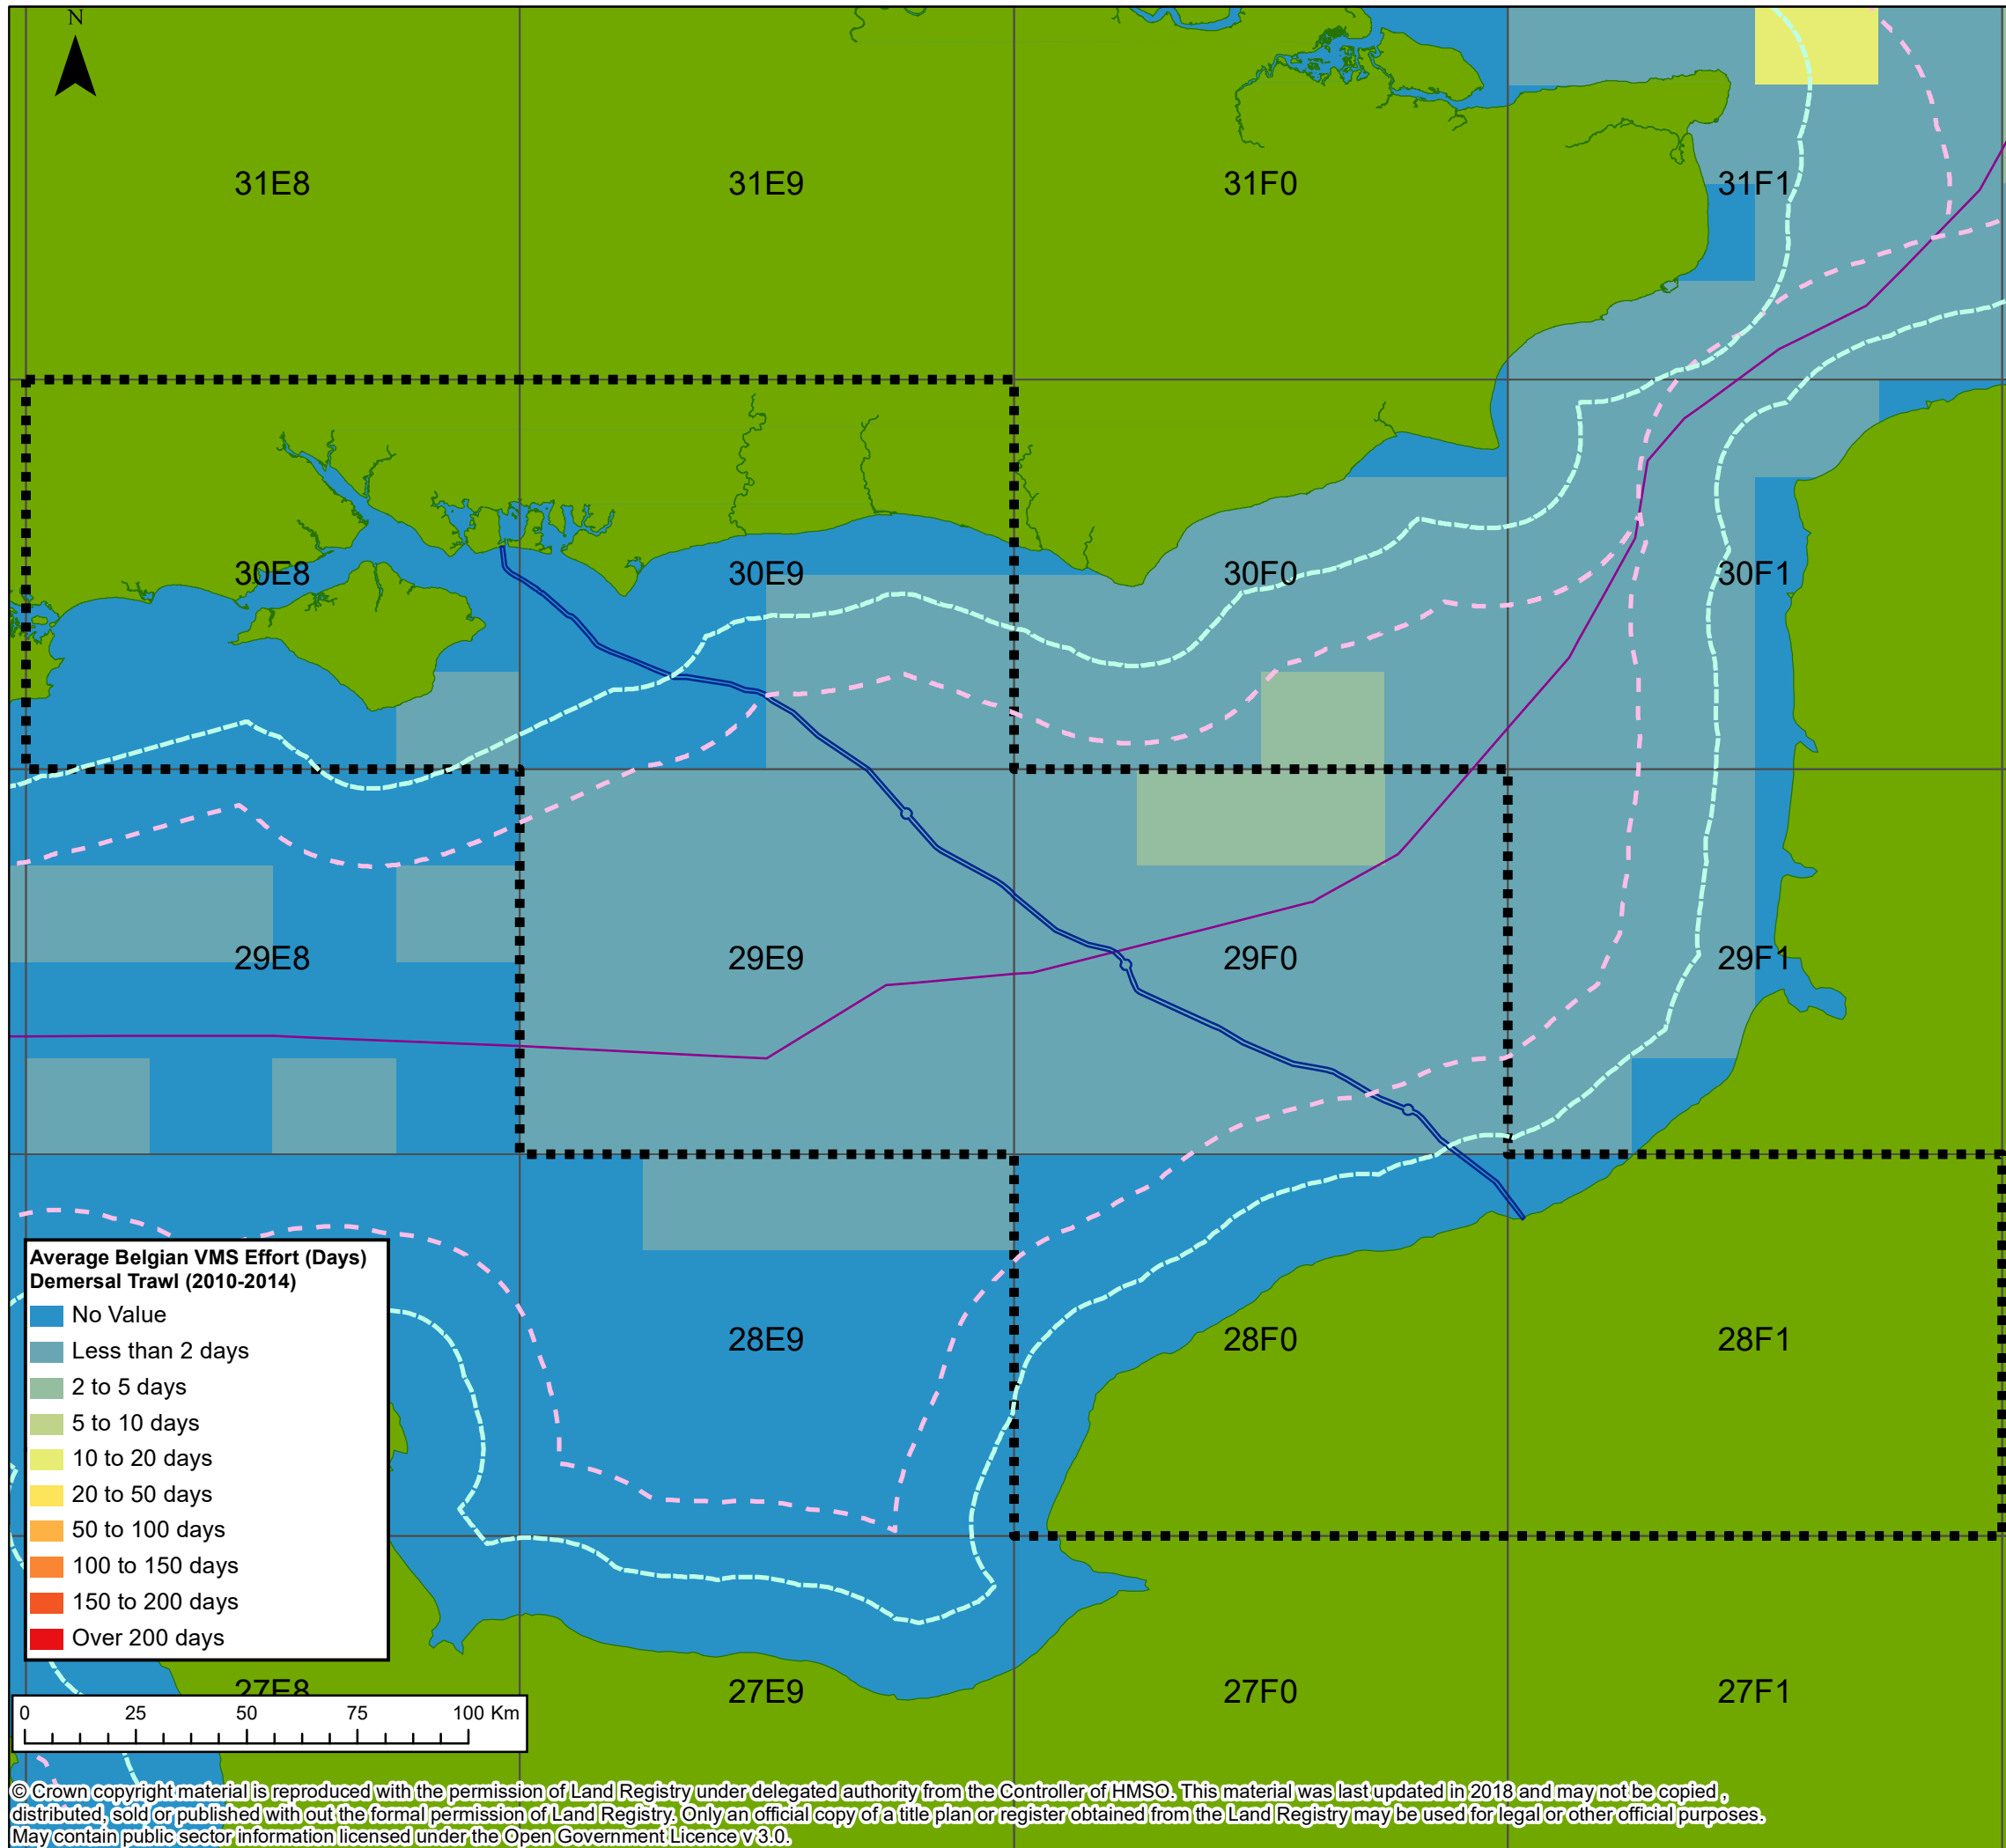 N
31E8 31E9 31F0 31F1
30E8 30E9 30F0 30F1
29E8 29E9 29F0 29F1
28E9 28F0 28F1
Average Belgian VMS Effort (Days)
Demersal Trawl (2010-2014)
No Value
Less than 2 days
2 to 5 days
5 to 10 days
10 to 20 days
20 to 50 days
50 to 100 days
100 to 150 days
150 to 200 days
Over 200 days
27E8 27E9 27F0 27F1
0 25 50 75 100 Km
© Crown copyright material is reproduced with the permission of Land Registry under delegated authority from the Controller of HMSO. This material was last updated in 2018 and may not be copied ,
distributed, sold or published with out the formal permission of Land Registry. Only an official copy of a title plan or register obtained from the Land Registry may be used for legal or other official purposes.
May contain public sector information licensed under the Open Government Licence v 3.0.